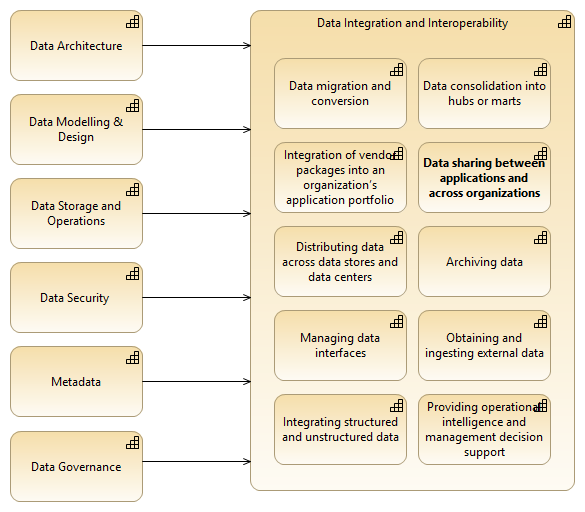 Data Architecture
Data Modelling &
Design
Data Storage and
Operations
Data Security
Metadata
Data Governance
Data Integration and Interoperability
Data migration and
conversion
Data consolidation into
hubs or marts
Integration of vendor
packages into an
organization's
application portfolio
Data sharing between
applications and
across organizations
Distributing data
across data stores and
data centers
Archiving data
Managing data
interfaces
Obtaining and
ingesting external data
Integrating structured
and unstructured data
Providing operational
intelligence and
management decision
support